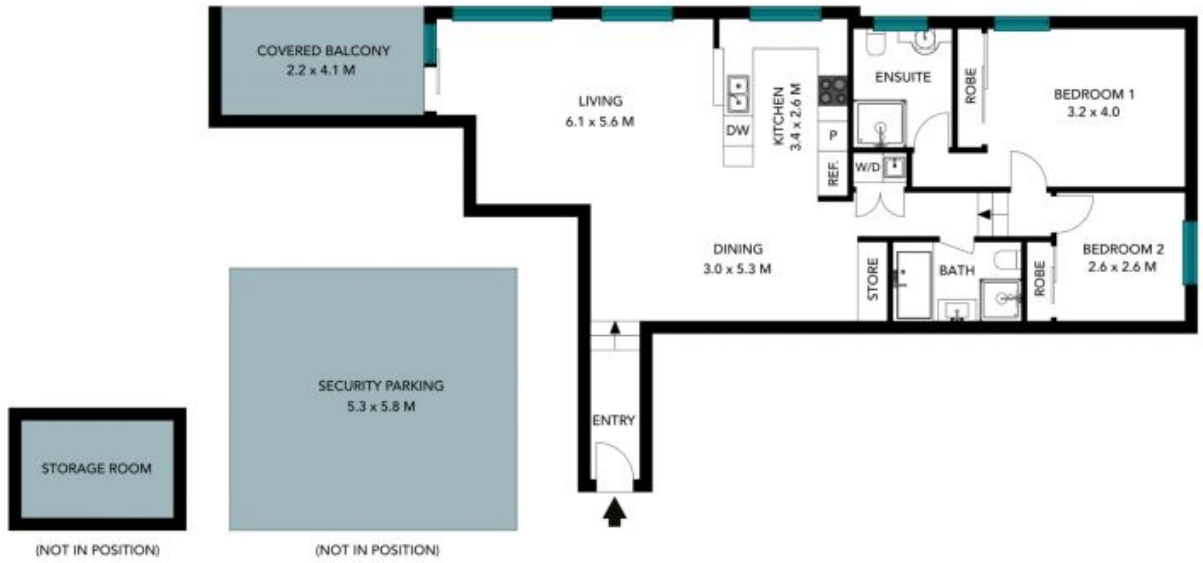 COVERED BALCONY
2.2 x 4.1 M
LIVING
6.1 x 5.6 M
DW
KITCHEN
3.4 x 2.6 M
P
REF.
ENSUITE
ROBE
BEDROOM 1
3.2 x 4.0
W/D
DINING
3.0 x 5.3 M
STORE
BATH
ROBE
BEDROOM 2
2.6 x 2.6 M
ENTRY
SECURITY PARKING
5.3 x 5.8 M
(NOT IN POSITION)
STORAGE ROOM
(NOT IN POSITION)